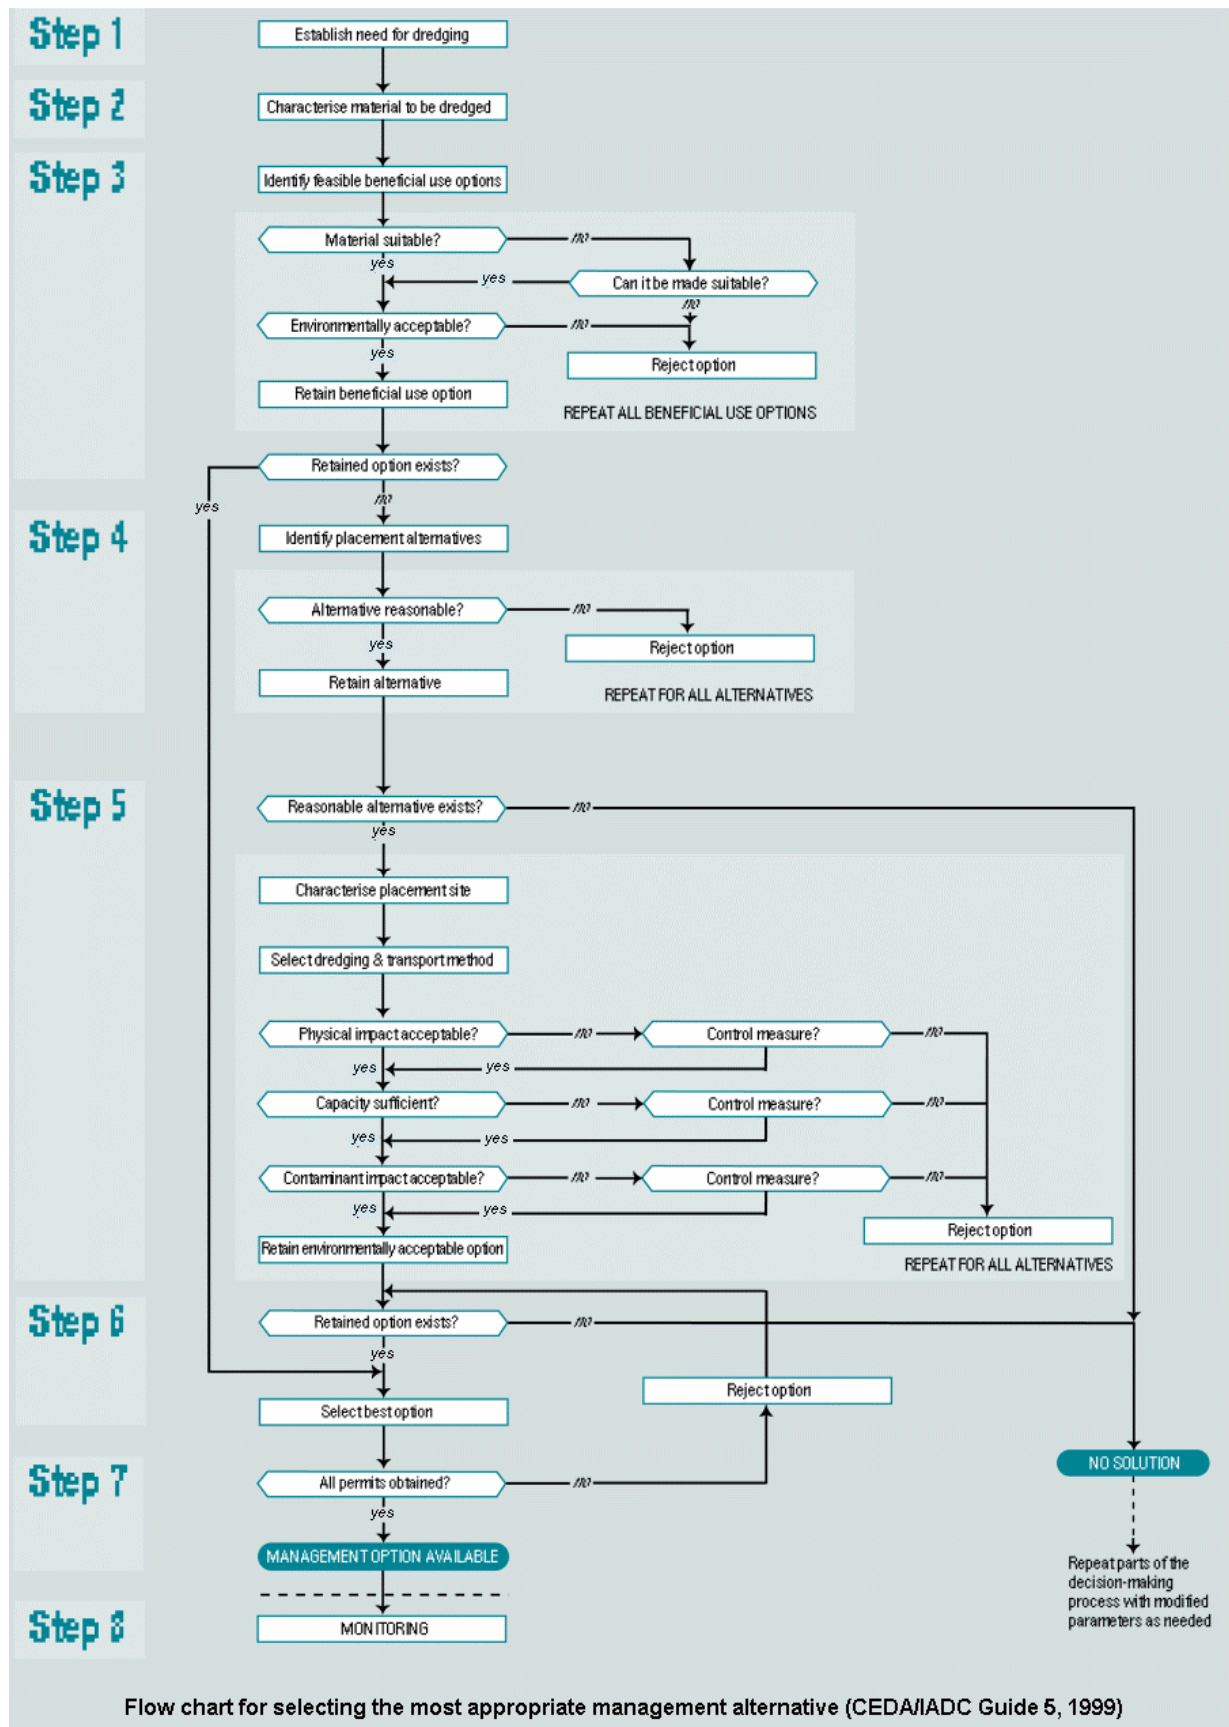 Step 1
Establish need for dredging
Step 2
Characterise material to be dredged
Step 3
Identify feasible beneficial use options
Material suitable?
no
yes
yes
Can it be made suitable?
no
Environmentally acceptable?
no
yes
Reject option
Retain beneficial use option
REPEAT ALL BENEFICIAL USE OPTIONS
Retained option exists?
yes
no
Step 4
Identify placement alternatives
Alternative reasonable?
no
yes
Reject option
Retain alternative
REPEAT FOR ALL ALTERNATIVES
Step 5
Reasonable alternative exists?
no
yes
Characterise placement site
Select dredging & transport method
Physical impact acceptable?
no
Control measure?
no
yes
yes
Capacity sufficient?
no
Control measure?
no
yes
yes
Contaminant impact acceptable?
no
Control measure?
no
yes
yes
Reject option
Retain environmentally acceptable option
REPEAT FOR ALL ALTERNATIVES
Step 6
Retained option exists?
no
yes
Reject option
Select best option
Step 7
All permits obtained?
no
yes
NO SOLUTION
MANAGEMENT OPTION AVAILABLE
Repeat parts of the
decision-making
process with modified
parameters as needed
Step 8
MONITORING
Flow chart for selecting the most appropriate management alternative (CEDA/IADC Guide 5, 1999)